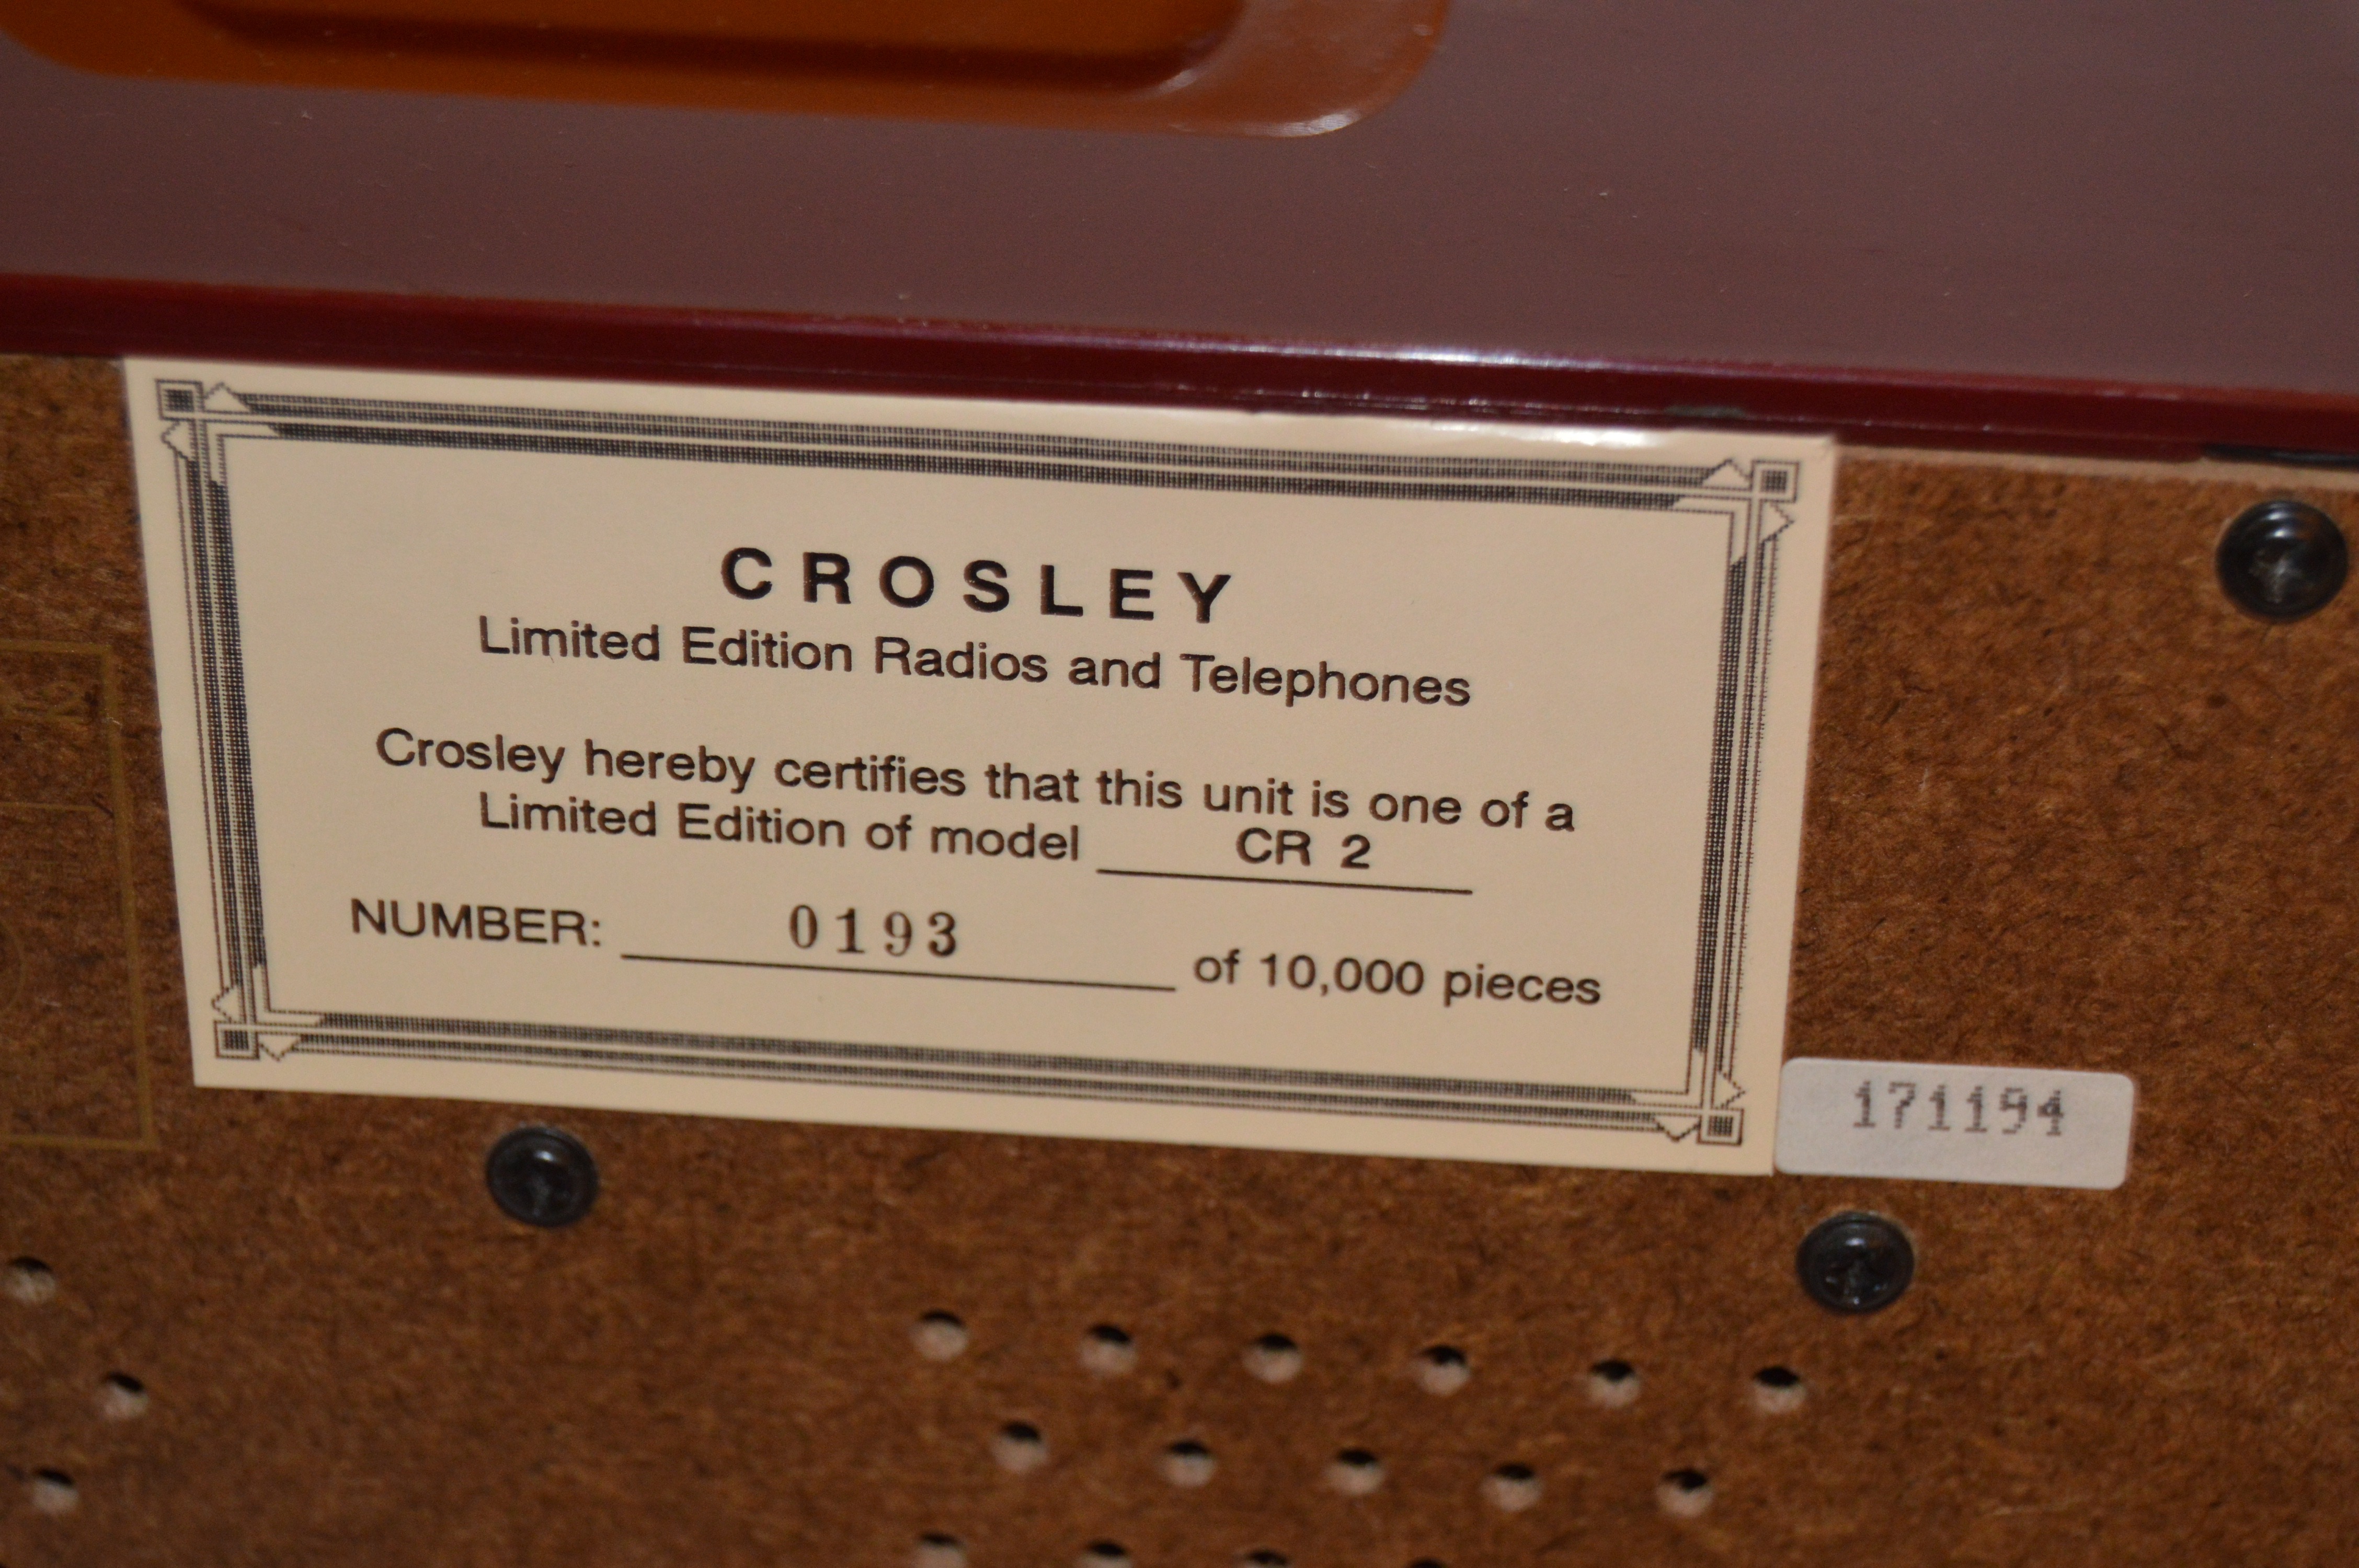 CROSLEY
Limited Edition Radios and Telephones
Crosley hereby certifies that this unit is one of a
Limited Edition of model CR 2
NUMBER: 0193 of 10,000 pieces
171194